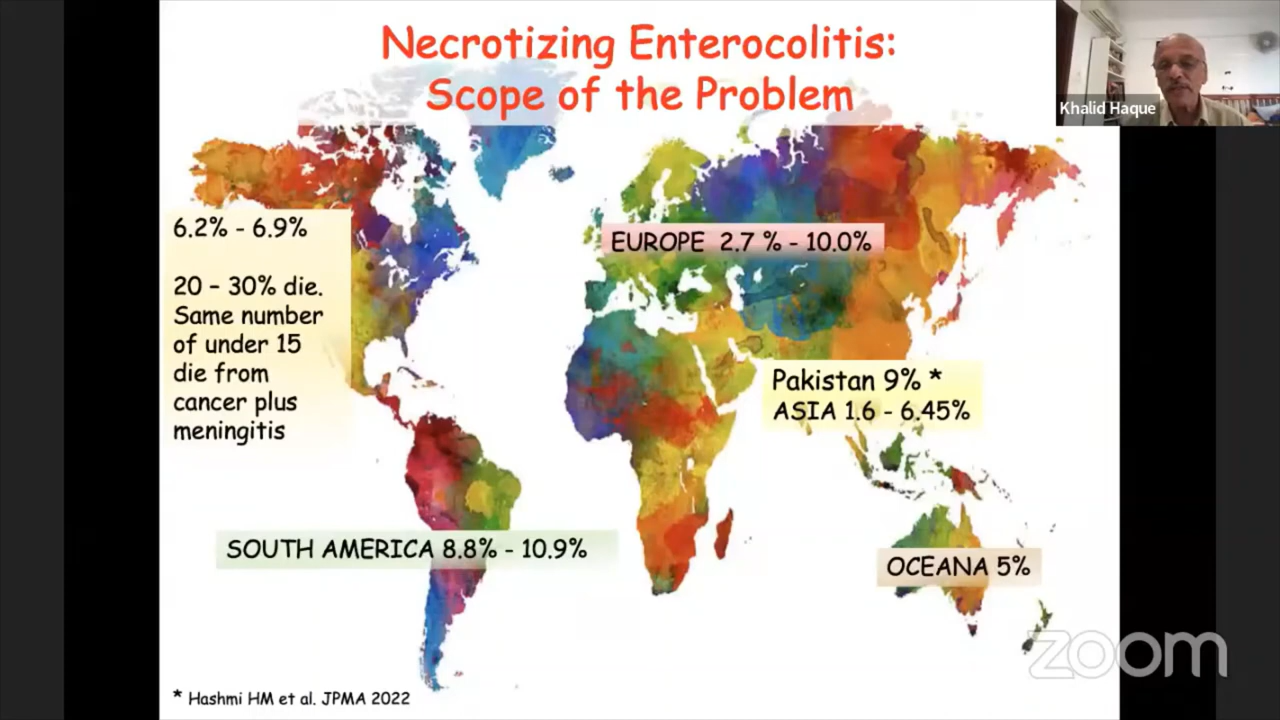 Necrotizing Enterocolitis:
Scope of the Problem
Khalid Haque
6.2% - 6.9%
20 – 30% die.
Same number
of under 15
die from
cancer plus
meningitis
EUROPE 2.7 % - 10.0%
Pakistan 9% *
ASIA 1.6 - 6.45%
SOUTH AMERICA 8.8% - 10.9%
OCEANA 5%
zoom
* Hashmi HM et al. JPMA 2022